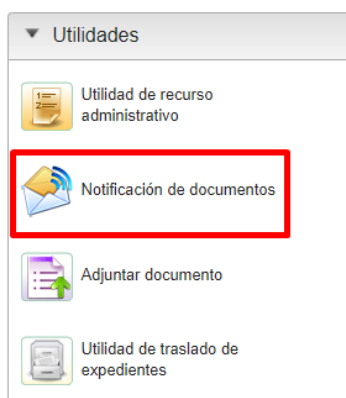 Utilidades
Utilidad de recurso
administrativo
Notificación de documentos
Adjuntar documento
Utilidad de traslado de
expedientes